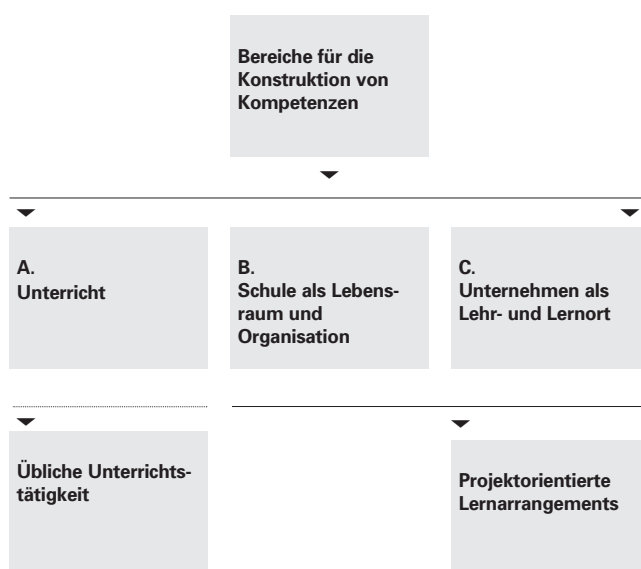 Bereiche für die
Konstruktion von
Kompetenzen
A.
Unterricht
B.
Schule als Lebens-
raum und
Organisation
C.
Unternehmen als
Lehr- und Lernort
Übliche Unterrichts-
tätigkeit
Projektorientierte
Lernarrangements